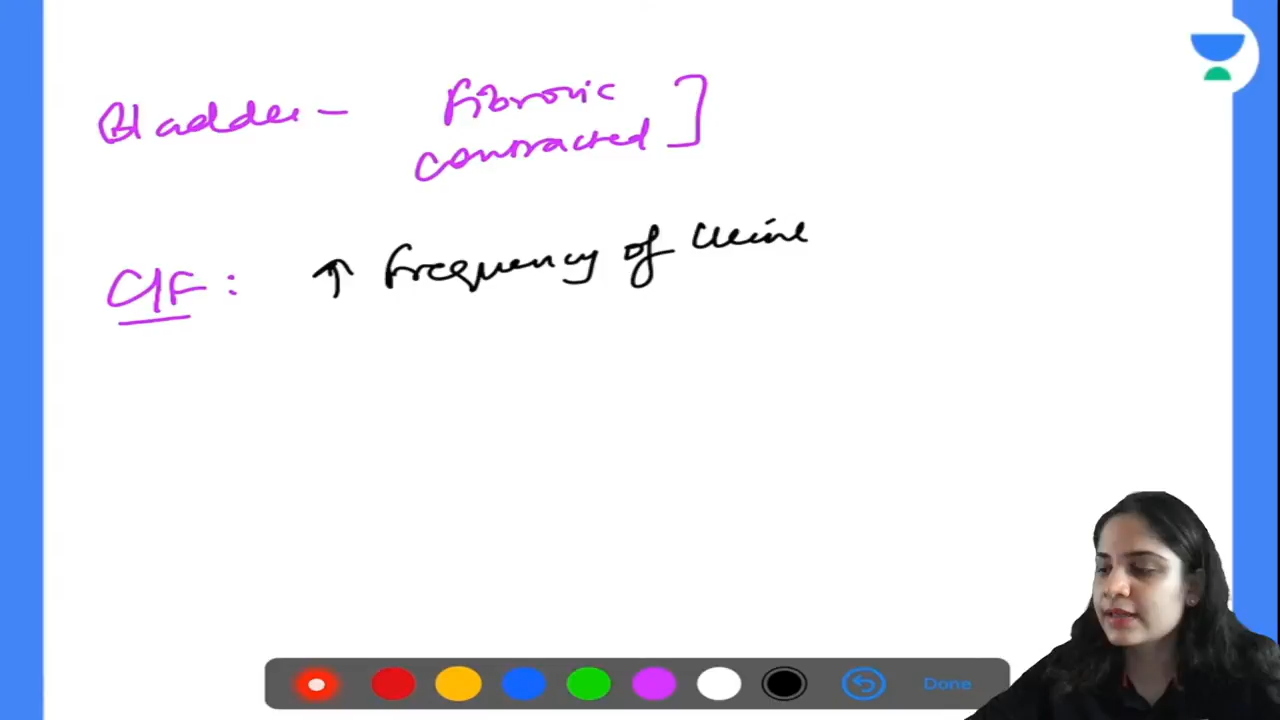 Bladder - Fibrotic
contracted ]
C/F : ↑ frequency of Urine
Done